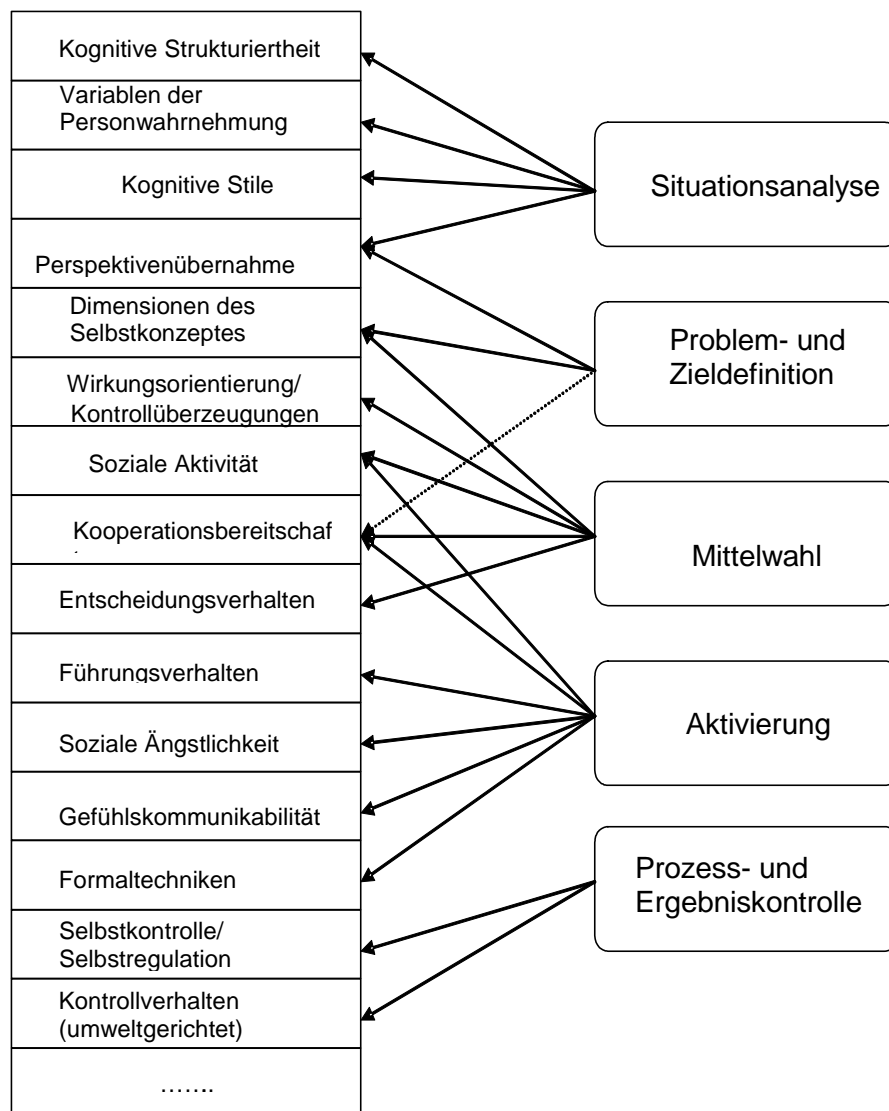 Kognitive Strukturiertheit
Variablen der
Personwahrnehmung
Kognitive Stile
Perspektivenübernahme
Dimensionen des
Selbstkonzeptes
Wirkungsorientierung/
Kontrollüberzeugungen
Soziale Aktivität
Kooperationsbereitschaf
Entscheidungsverhalten
Führungsverhalten
Soziale Ängstlichkeit
Gefühlskommunikabilität
Formaltechniken
Selbstkontrolle/
Selbstregulation
Kontrollverhalten
(umweltgerichtet)
…….
Situationsanalyse
Problem- und
Zieldefinition
Mittelwahl
Aktivierung
Prozess- und
Ergebniskontrolle